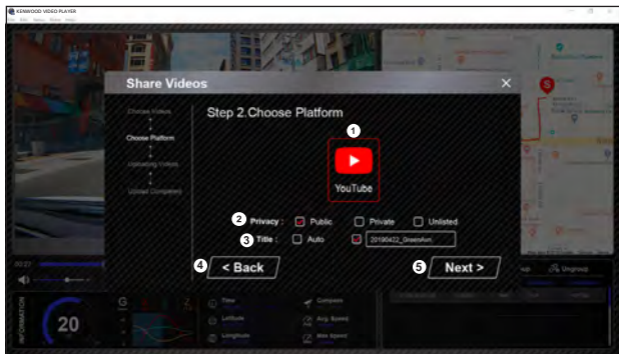 KENWOOD VIDEO PLAYER
Share Videos
Choose Videos
Step 2.Choose Platform
1
Choose Platform
Uploading Videos
Upload Completed
YouTube
2 Privacy : Public Private Unlisted
3 Title : Auto
00:27
4 < Back
5 Next >
Ungroup
S
INFORMATION
20
G
Time
Compass
Latitude
Avg. Speed
Longitude
Max Speed